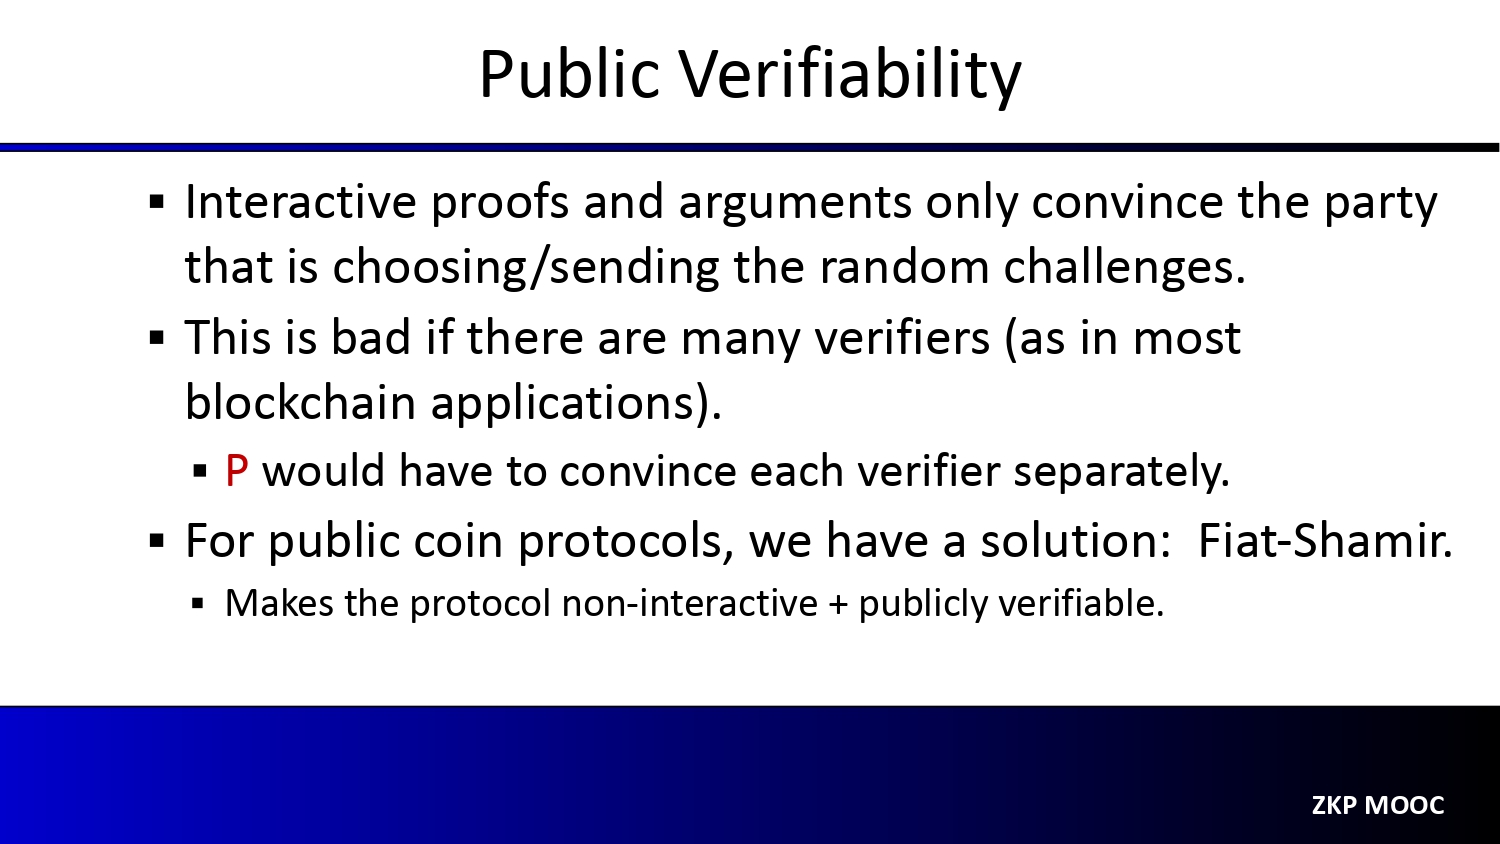 Public Verifiability
▪ Interactive proofs and arguments only convince the party
that is choosing/sending the random challenges.
▪ This is bad if there are many verifiers (as in most
blockchain applications).
▪ P would have to convince each verifier separately.
▪ For public coin protocols, we have a solution:  Fiat-Shamir.
▪ Makes the protocol non-interactive + publicly verifiable.
ZKP MOOC